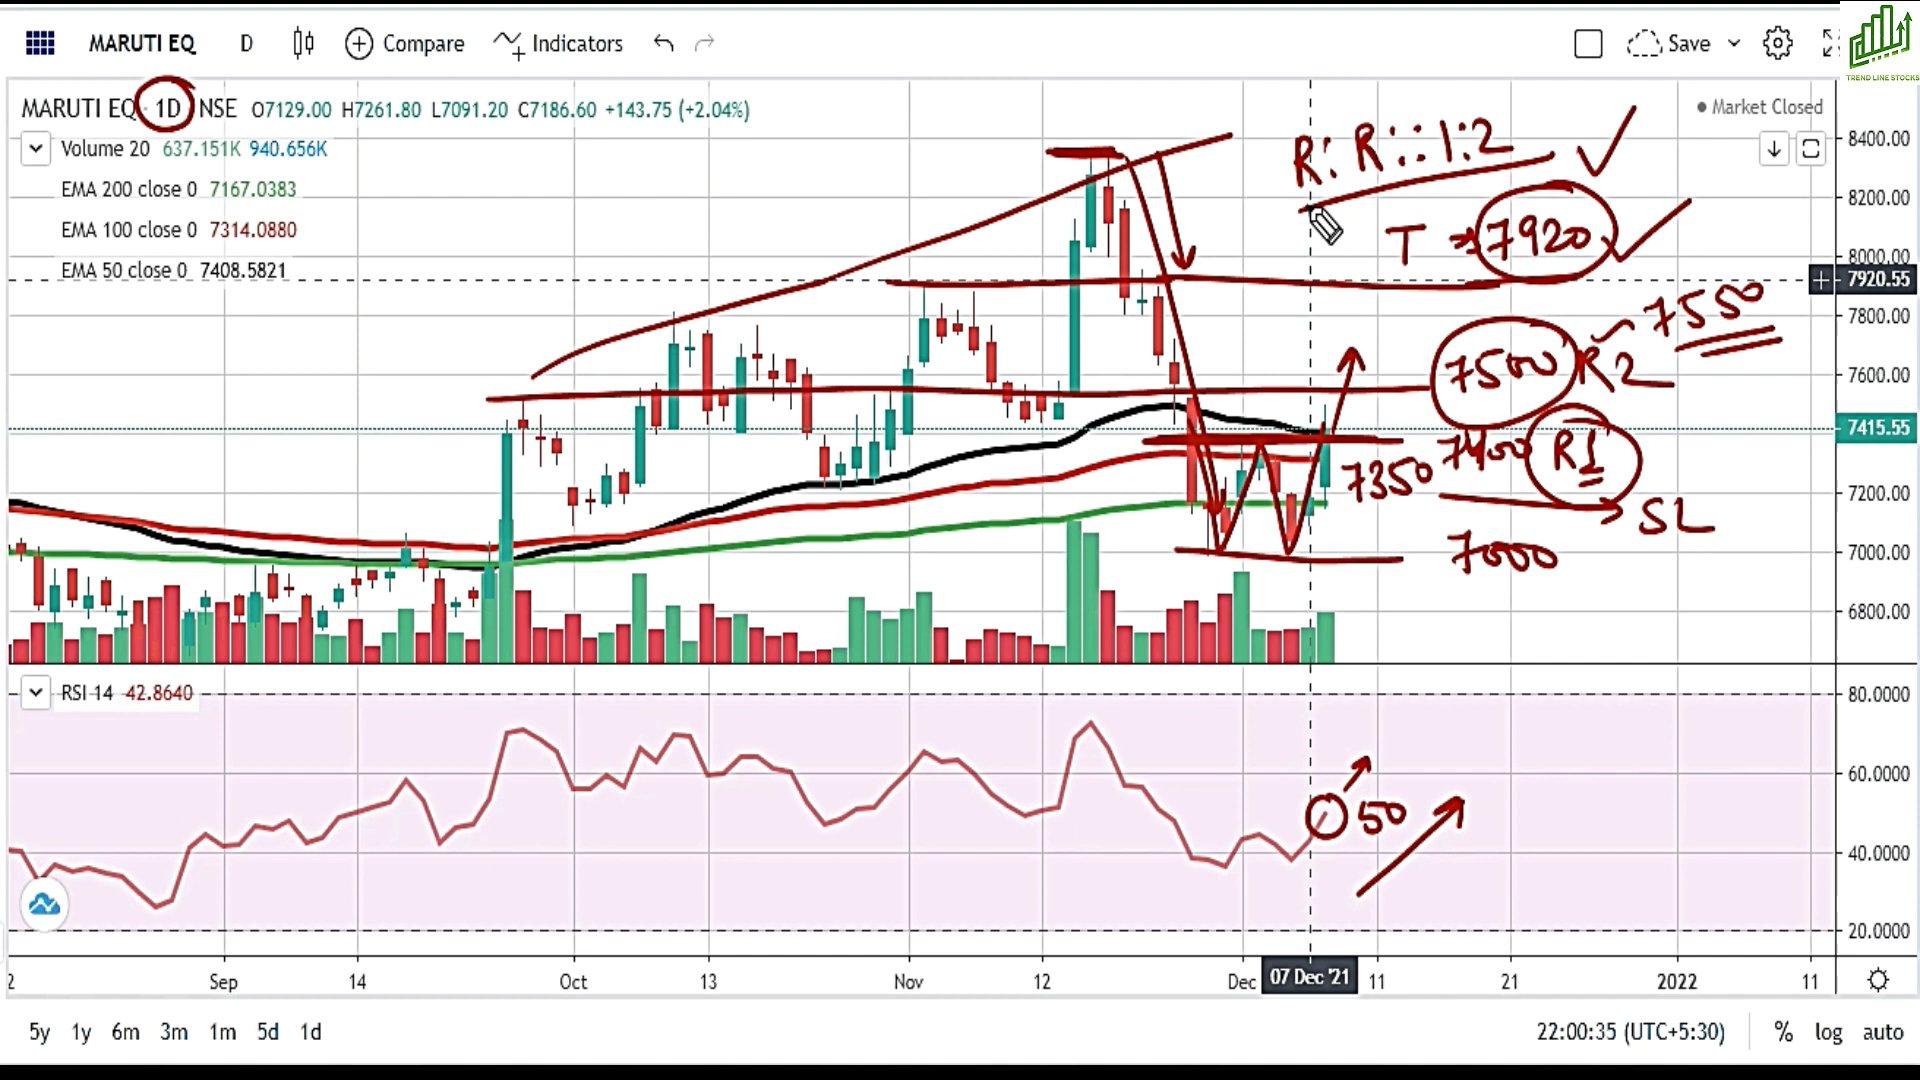 MARUTI EQ D Compare Indicators Save
TREND LINE STOCKS
MARUTI EQ 1D NSE O7129.00 H7261.80 L7091.20 C7186.60 +143.75 (+2.04%)
Market Closed
Volume 20 637.151K 940.656K
EMA 200 close 0 7167.0383
EMA 100 close 0 7314.0880
EMA 50 close 0 7408.5821
R:R::1:2
T ⇒ 7920
7550
7500 R2
7400 R1
7350
SL
7000
8400.00
8200.00
8000.00
7920.55
7800.00
7600.00
7415.55
7200.00
7000.00
6800.00
RSI 14 42.8640
50
80.0000
60.0000
40.0000
20.0000
2 Sep 14 Oct 13 Nov 12 Dec 07 Dec '21 11 21 2022 11
5y 1y 6m 3m 1m 5d 1d 22:00:35 (UTC+5:30) % log auto